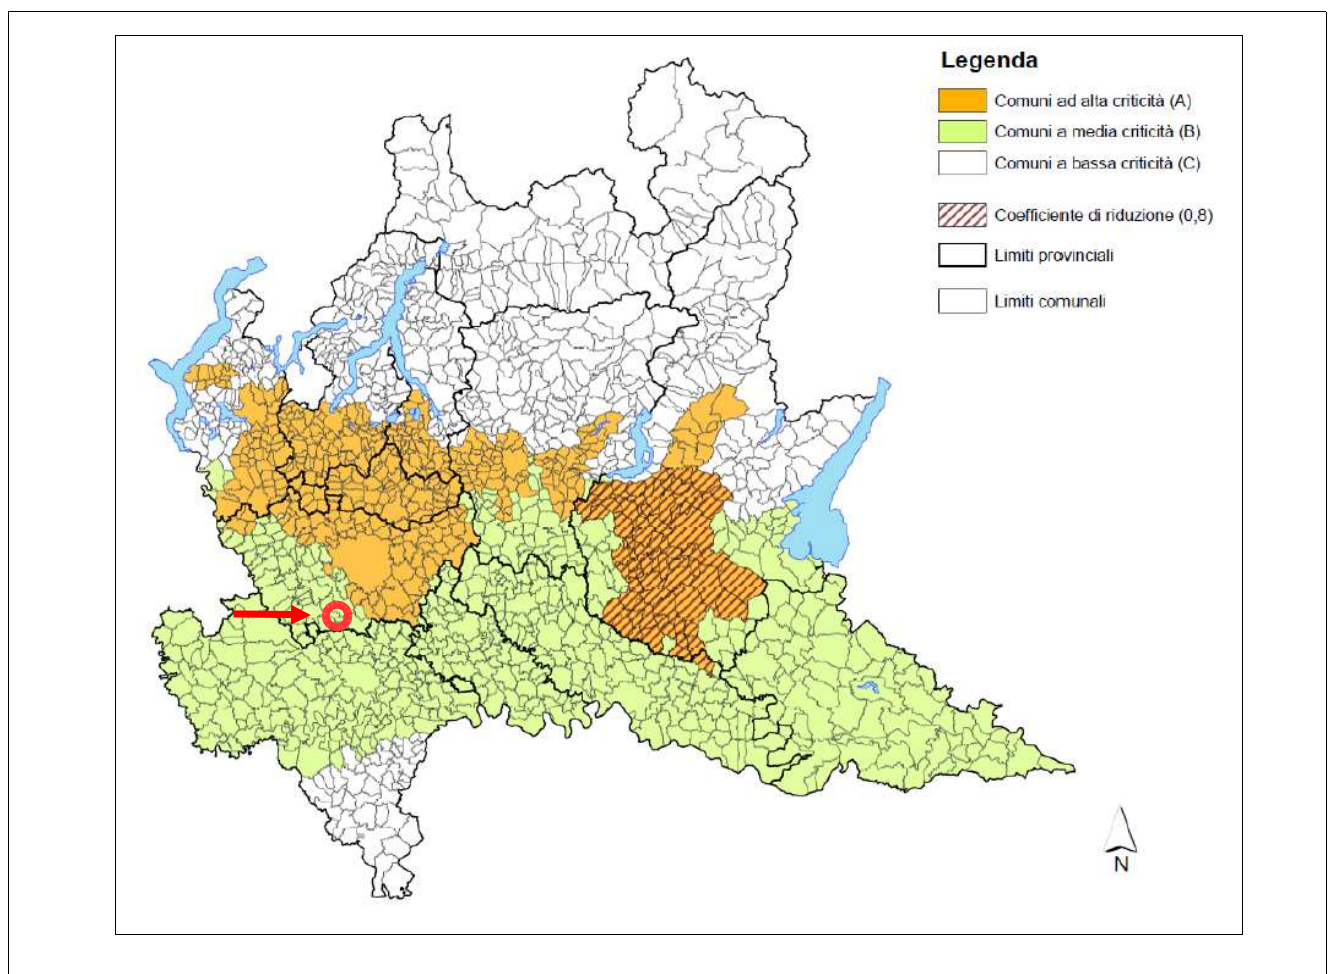 Legenda
Comuni ad alta criticità (A)
Comuni a media criticità (B)
Comuni a bassa criticità (C)
Coefficiente di riduzione (0,8)
Limiti provinciali
Limiti comunali
N